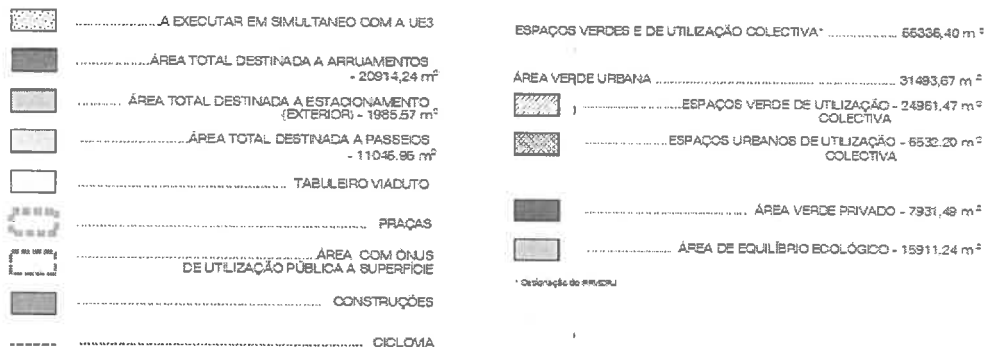 A EXECUTAR EM SIMULTANEO COM A UE3
ÁREA TOTAL DESTINADA A ARRUAMENTOS
- 20914,24 m²
ÁREA TOTAL DESTINADA A ESTACIONAMENTO
(EXTERIOR) - 1985.57 m²
ÁREA TOTAL DESTINADA A PASSEIOS
- 11045.95 m²
TABULEIRO VIADUTO
PRAÇAS
ÁREA COM ÓNUS
DE UTILIZAÇÃO PÚBLICA A SUPERFÍCIE
CONSTRUÇÕES
CICLOVIA
ESPAÇOS VERDES E DE UTILIZAÇÃO COLECTIVA* 55336,40 m²
ÁREA VERDE URBANA 31493,67 m²
ESPAÇOS VERDE DE UTILIZAÇÃO - 24961.47 m²
COLECTIVA
ESPAÇOS URBANOS DE UTILIZAÇÃO - 6532.20 m²
COLECTIVA
ÁREA VERDE PRIVADO - 7931,49 m²
ÁREA DE EQUILÍBRIO ECOLÓGICO - 15911.24 m²
* Designação do